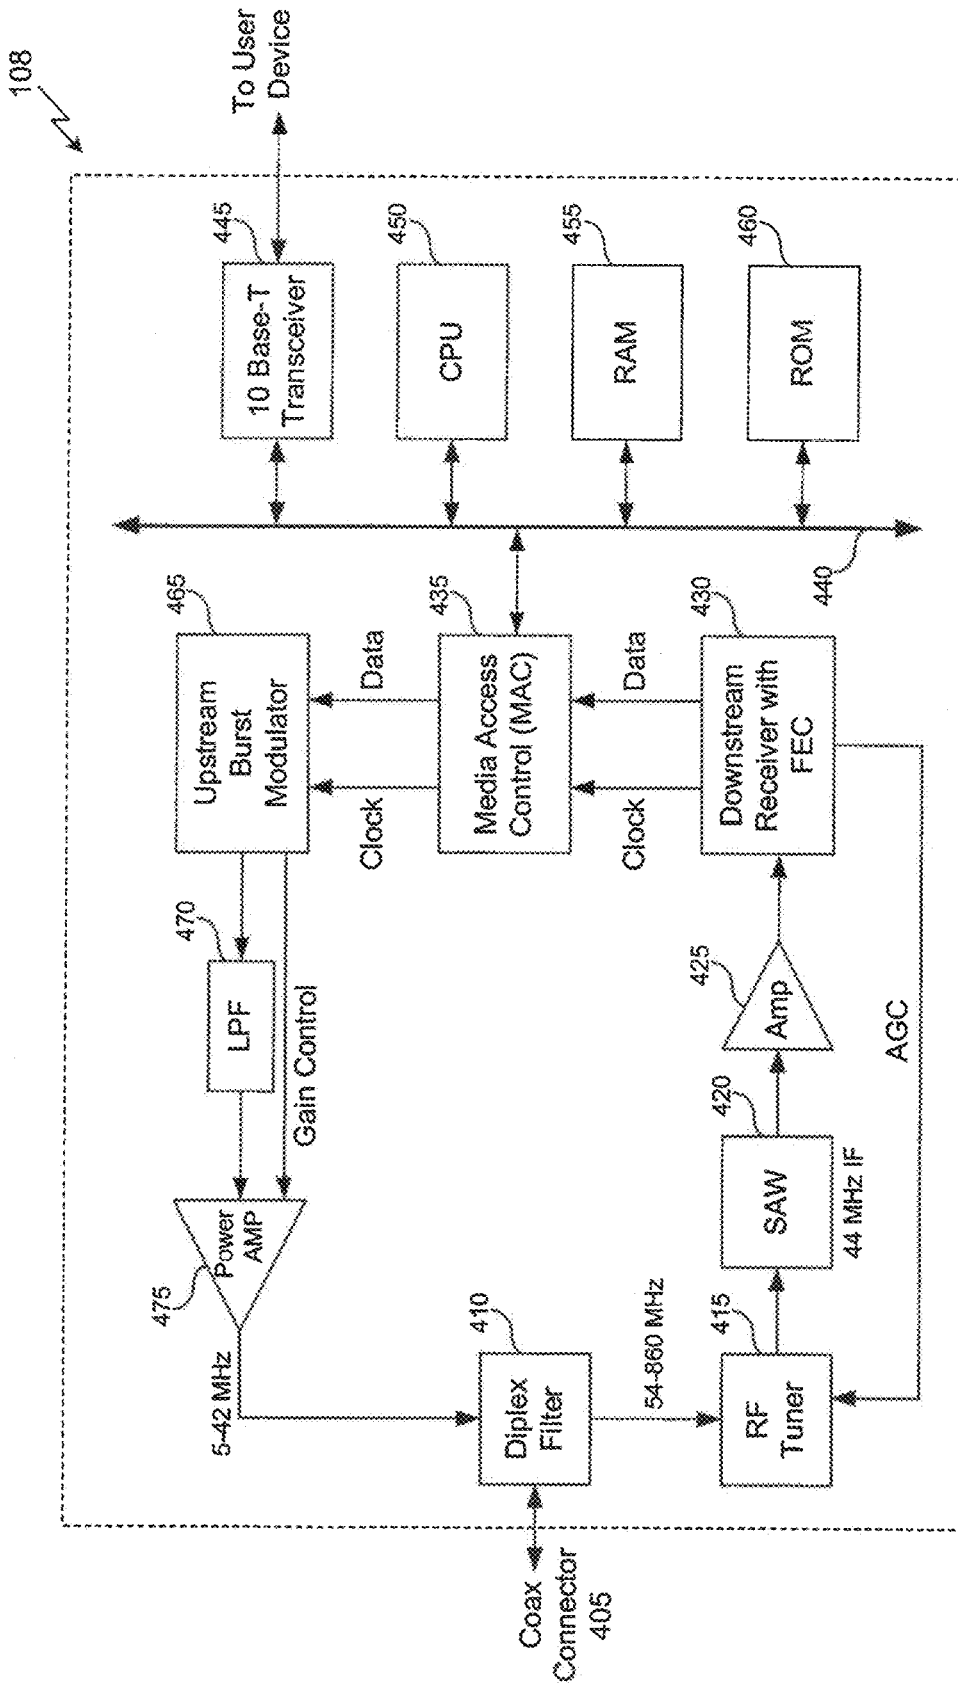 108
To User
Device
445
10 Base-T
Transceiver
450
CPU
455
RAM
460
ROM
440
465
Upstream
Burst
Modulator
Data
Clock
435
Media Access
Control (MAC)
Data
Clock
430
Downstream
Receiver with
FEC
470
LPF
Gain Control
Power
AMP
475
5-42 MHz
425
Amp
AGC
420
SAW
44 MHz IF
410
Diplex
Filter
54-860 MHz
415
RF
Tuner
Coax
Connector
405